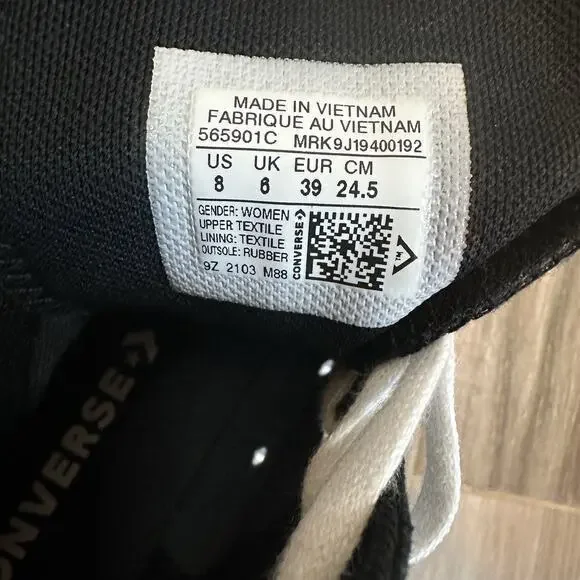 MADE IN VIETNAM
FABRIQUE AU VIETNAM
565901C MRK9J19400192
US UK EUR CM
8 6 39 24.5
GENDER: WOMEN
UPPER TEXTILE
LINING: TEXTILE
OUTSOLE: RUBBER
9Z 2103 M88
CONVERSE
TM
CONVERSE